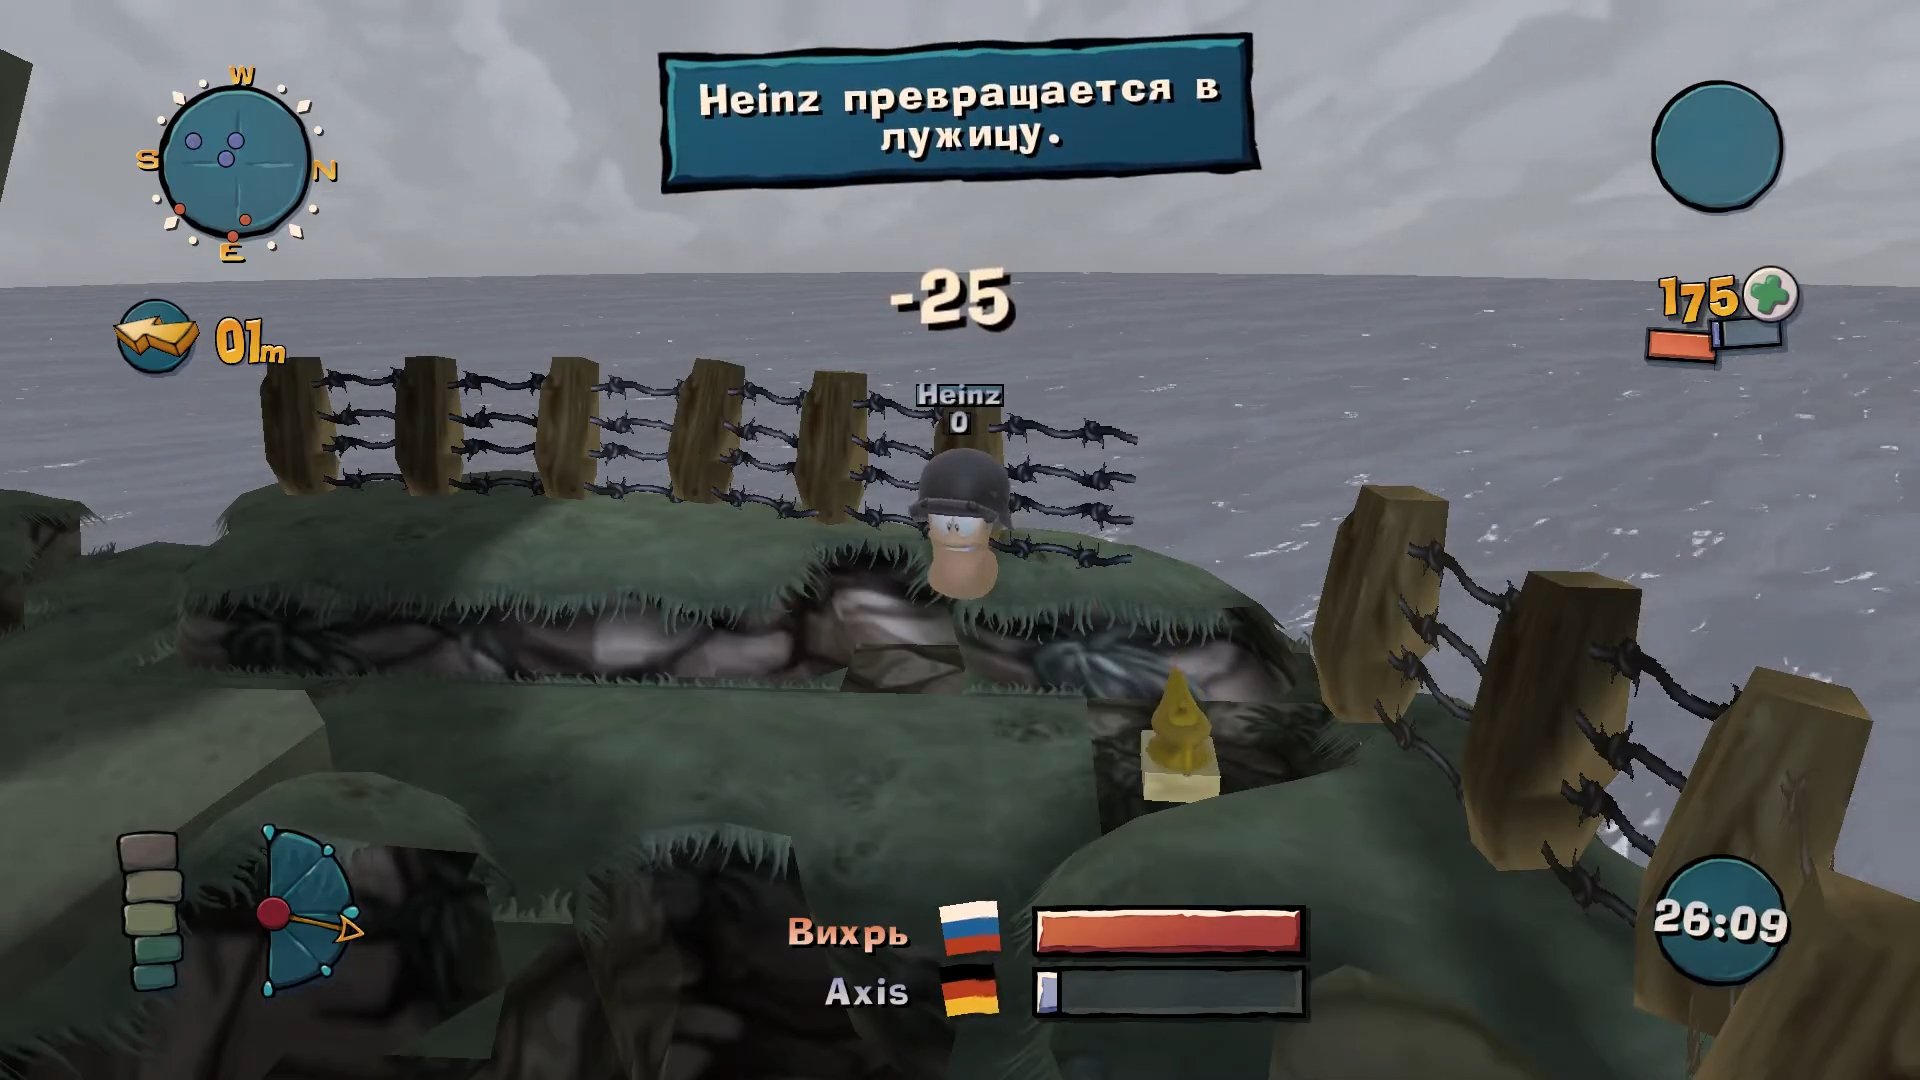 Heinz превращается в
лужицу.
W
S
N
E
-25
01m
175
Heinz
0
Вихрь
Axis
26:09